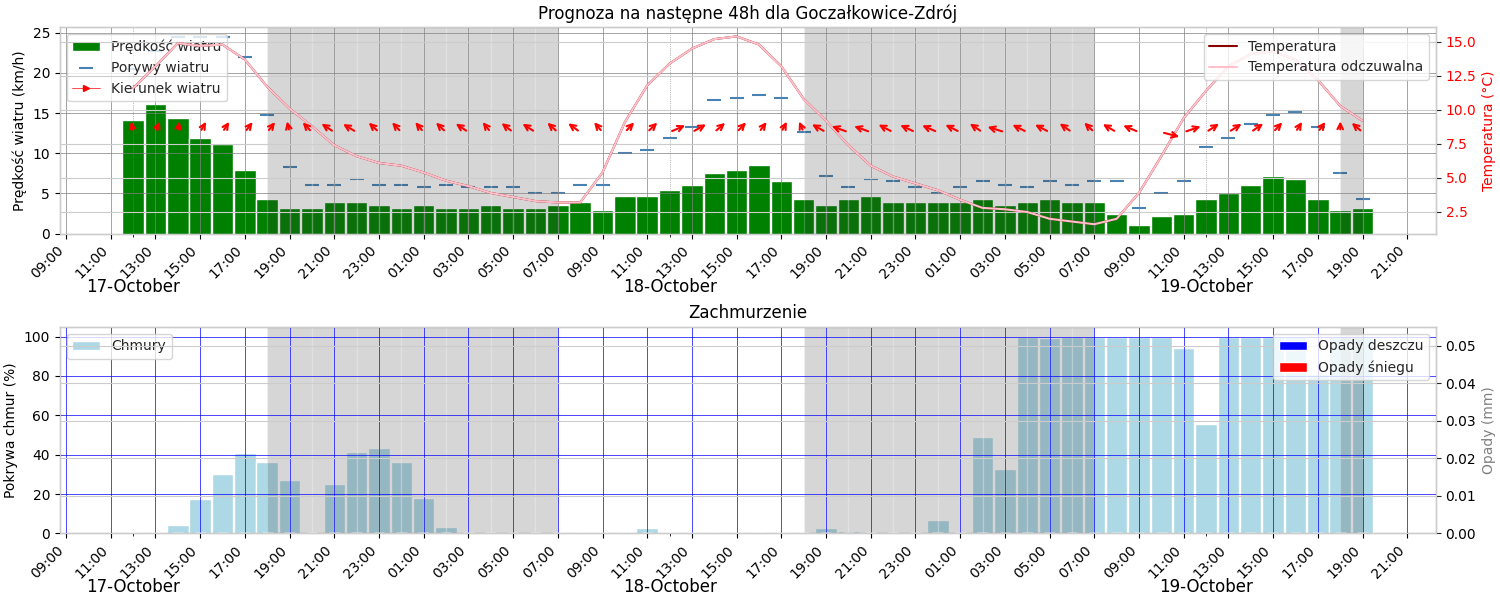 Prognoza na następne 48h dla Goczałkowice-Zdrój
Prędkość wiatru (km/h)
25
20
15
10
5
0
Prędkość wiatru
Porywy wiatru
Kierunek wiatru
Temperatura
Temperatura odczuwalna
15.0
12.5
10.0
7.5
5.0
2.5
Temperatura (°C)
09:00 11:00 13:00 15:00 17:00 19:00 21:00 23:00 01:00 03:00 05:00 07:00 09:00 11:00 13:00 15:00 17:00 19:00 21:00 23:00 01:00 03:00 05:00 07:00 09:00 11:00 13:00 15:00 17:00 19:00 21:00
17-October 18-October 19-October
Zachmurzenie
Pokrywa chmur (%)
100
80
60
40
20
0
Chmury
Opady deszczu
Opady śniegu
0.05
0.04
0.03
0.02
0.01
0.00
Opady (mm)
09:00 11:00 13:00 15:00 17:00 19:00 21:00 23:00 01:00 03:00 05:00 07:00 09:00 11:00 13:00 15:00 17:00 19:00 21:00 23:00 01:00 03:00 05:00 07:00 09:00 11:00 13:00 15:00 17:00 19:00 21:00
17-October 18-October 19-October